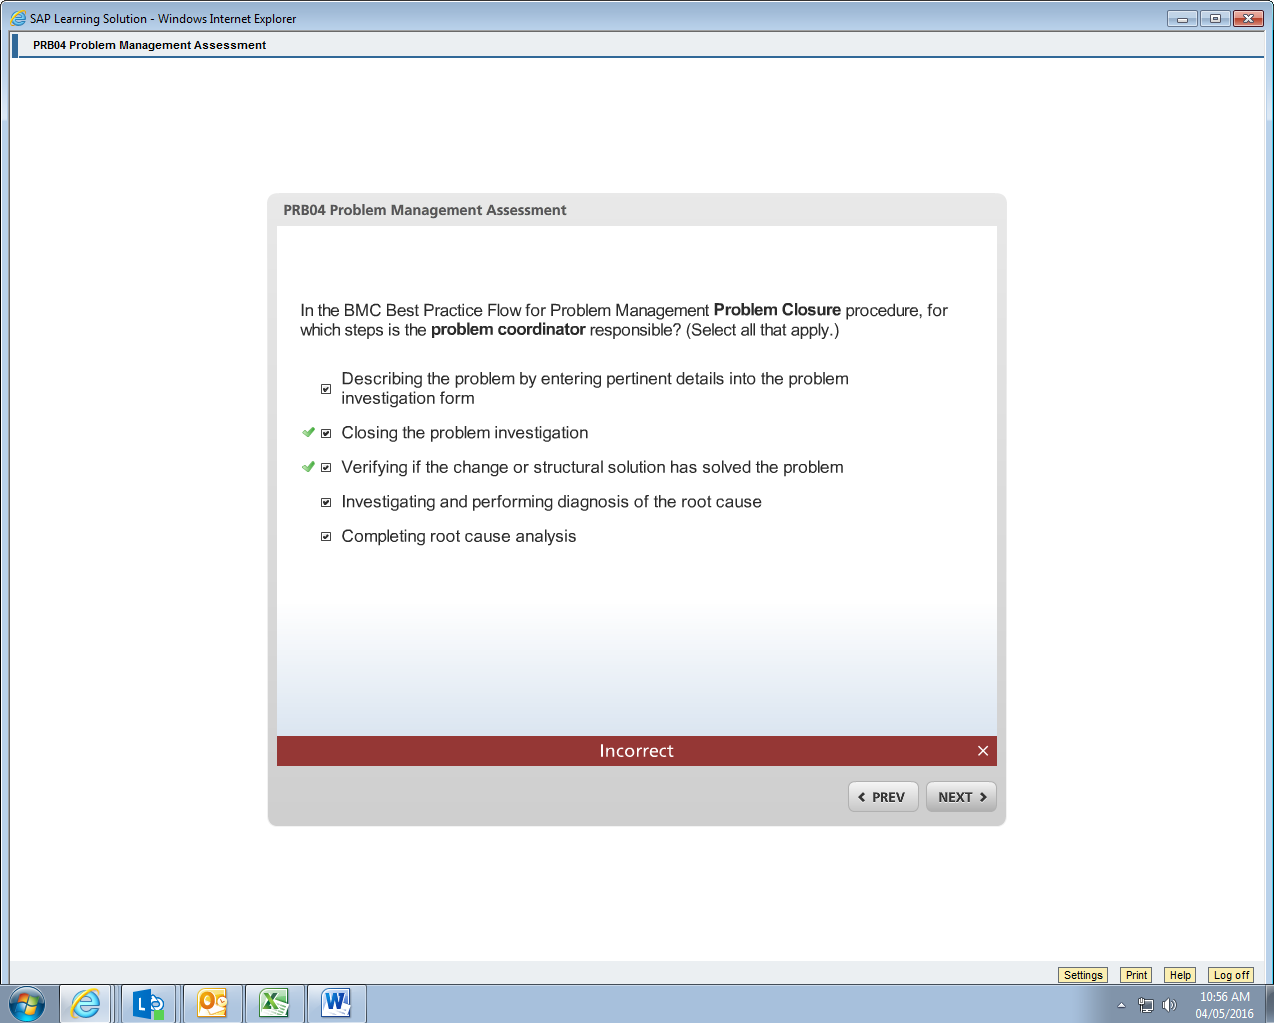 SAP Learning Solution - Windows Internet Explorer
PRB04 Problem Management Assessment
PRB04 Problem Management Assessment
In the BMC Best Practice Flow for Problem Management Problem Closure procedure, for
which steps is the problem coordinator responsible? (Select all that apply.)
Describing the problem by entering pertinent details into the problem
investigation form
Closing the problem investigation
Verifying if the change or structural solution has solved the problem
Investigating and performing diagnosis of the root cause
Completing root cause analysis
Incorrect
PREV NEXT
Settings Print Help Log off
10:56 AM
04/05/2016